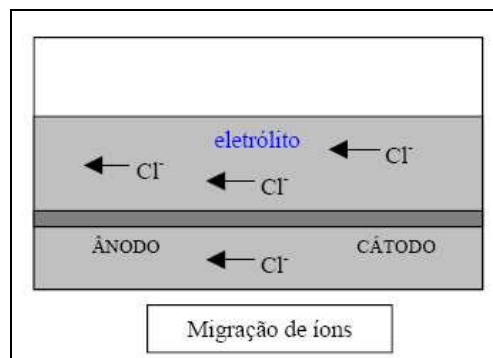 eletrólito
Cl-
Cl-
Cl-
ÂNODO
CÁTODO
Cl-
Migração de íons